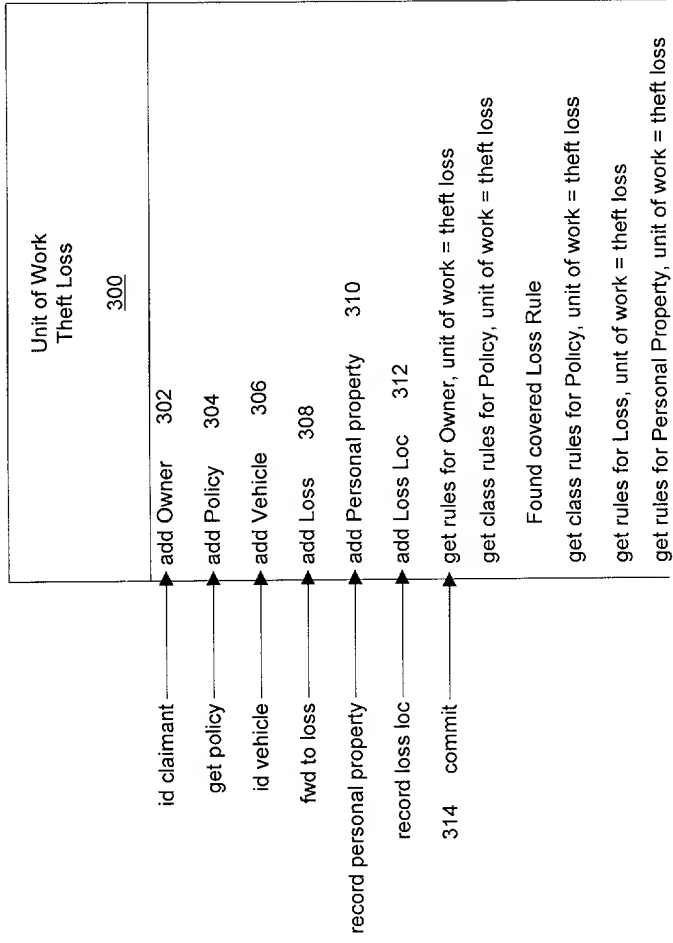 Unit of Work
Theft Loss
300
id claimant add Owner 302
get policy add Policy 304
id vehicle add Vehicle 306
fwd to loss add Loss 308
record personal property add Personal property 310
record loss loc add Loss Loc 312
314 commit get rules for Owner, unit of work = theft loss
get class rules for Policy, unit of work = theft loss
Found covered Loss Rule
get class rules for Policy, unit of work = theft loss
get rules for Loss, unit of work = theft loss
get rules for Personal Property, unit of work = theft loss